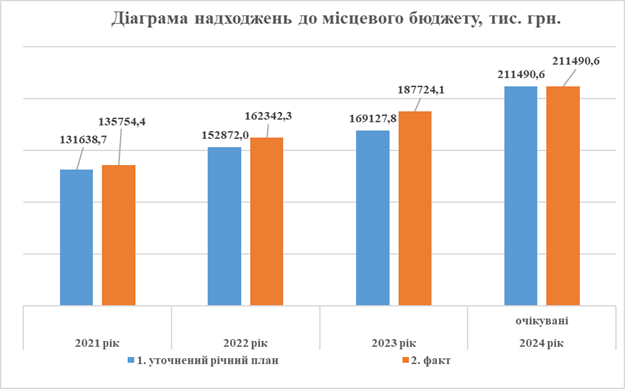 Діаграма надходжень до місцевого бюджету, тис. грн.
211490,6 211490,6
187724,1
169127,8
162342,3
152872,0
135754,4
131638,7
очікувані
2021 рік 2022 рік 2023 рік 2024 рік
1. уточнений річний план 2. факт